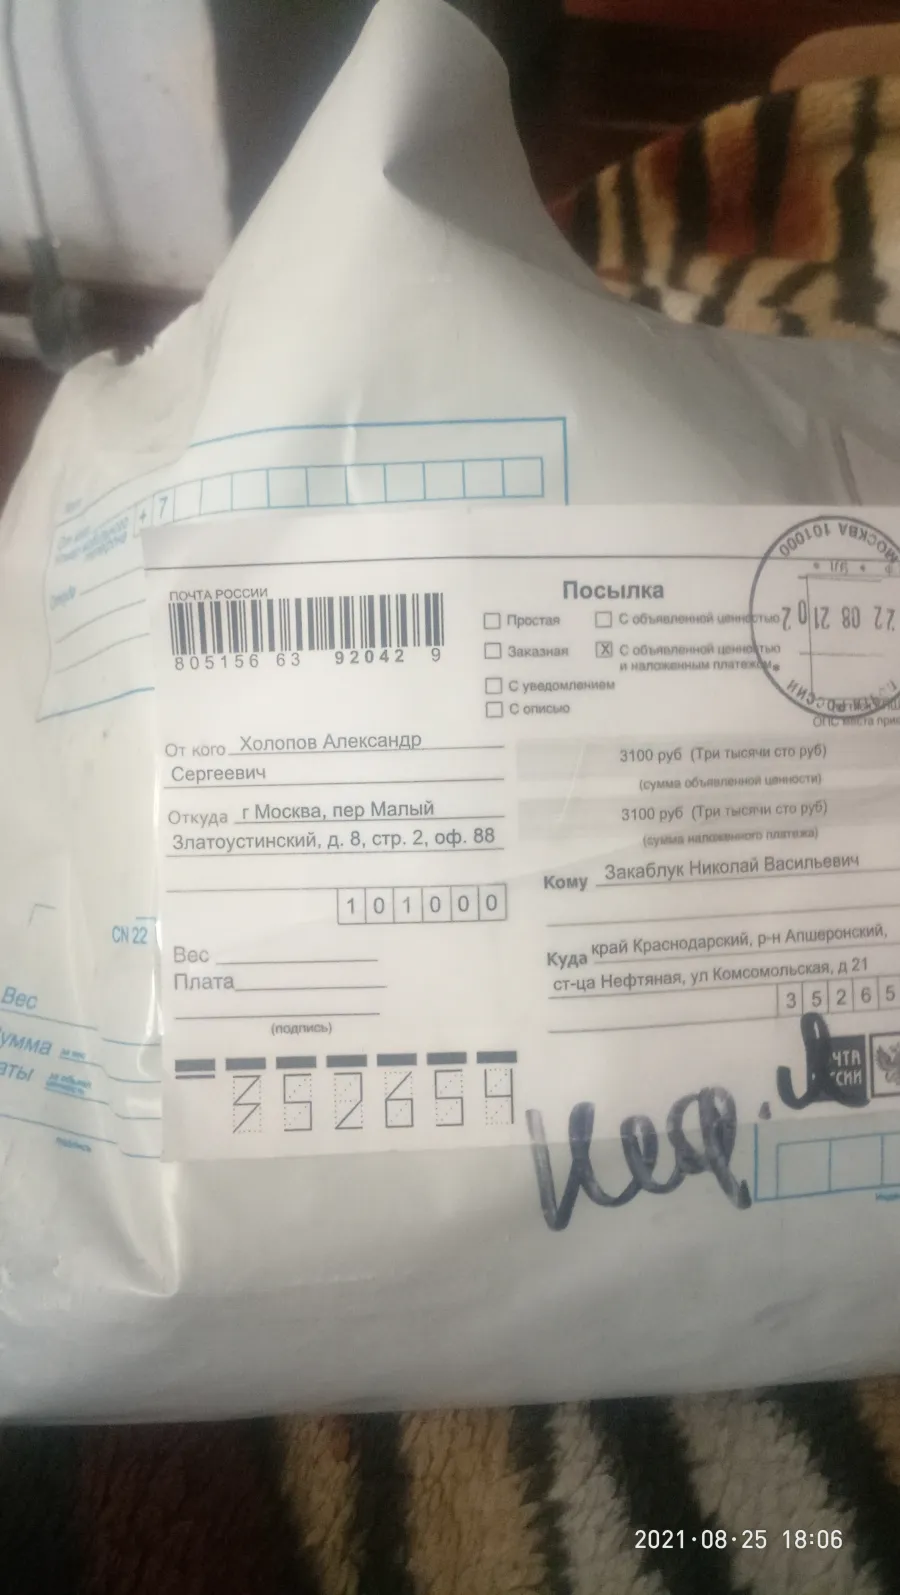 + 7
ПОЧТА РОССИИ
805156 63 92042 9
Посылка
Простая
С объявленной ценностью
Заказная
X С объявленной ценностью
и наложенным платежом
С уведомлением
С описью
МОСКВА 101000
22 08 21 0
От кого Холопов Александр
Сергеевич
Откуда г Москва, пер Малый
Златоустинский, д. 8, стр. 2, оф. 88
101000
Вес
Плата
(подпись)
3100 руб (Три тысячи сто руб)
(сумма объявленной ценности)
3100 руб (Три тысячи сто руб)
(сумма наложенного платежа)
Кому Закаблук Николай Васильевич
Куда край Краснодарский, р-н Апшеронский,
ст-ца Нефтяная, ул Комсомольская, д 21
35265
352654
CN 22
Вес
2021·08·25 18:06